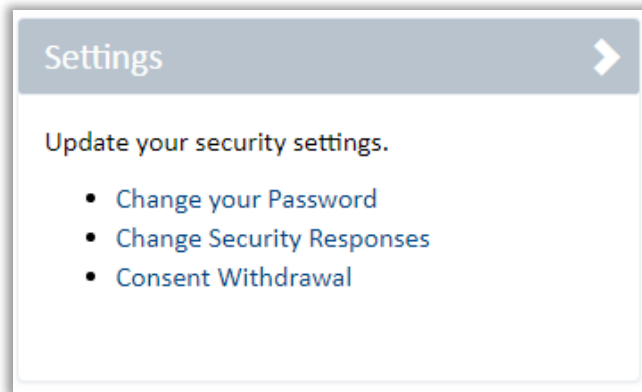 Settings
Update your security settings.
Change your Password
Change Security Responses
Consent Withdrawal